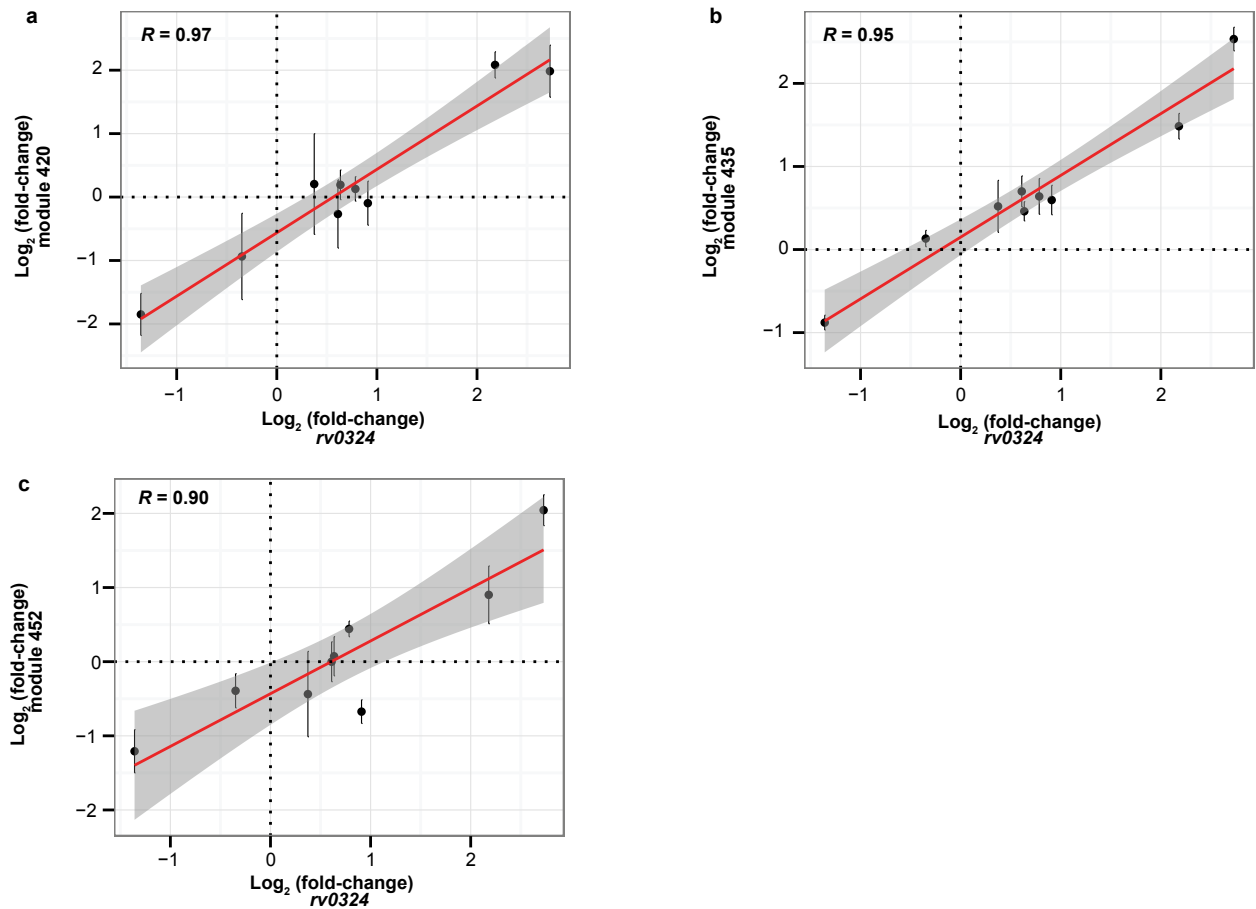 a
R = 0.97
2
1
0
−1
−2
Log2 (fold-change)
module 420
−1 0 1 2
Log2 (fold-change)
rv0324
b
R = 0.95
2
1
0
−1
Log2 (fold-change)
module 435
−1 0 1 2
Log2 (fold-change)
rv0324
c
R = 0.90
2
1
0
−1
−2
Log2 (fold-change)
module 452
−1 0 1 2
Log2 (fold-change)
rv0324